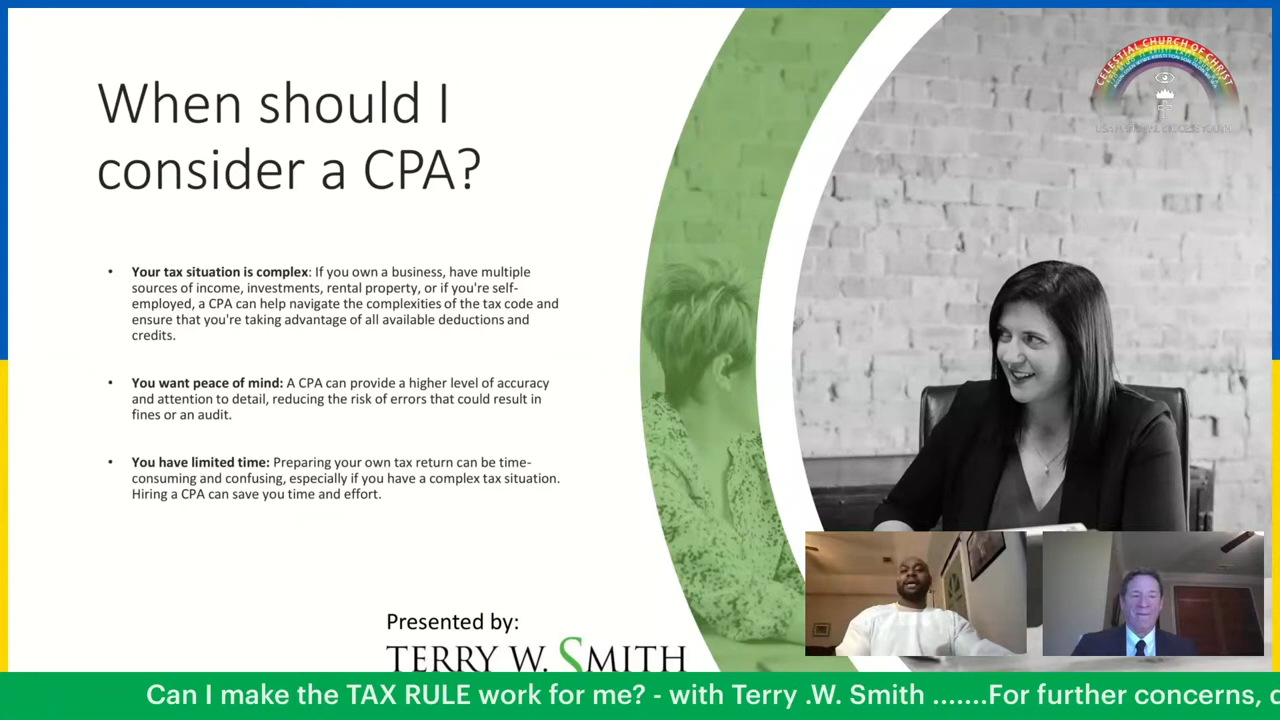 When should I
consider a CPA?
CELESTIAL CHURCH OF CHRIST
• Your tax situation is complex: If you own a business, have multiple
sources of income, investments, rental property, or if you're self-
employed, a CPA can help navigate the complexities of the tax code and
ensure that you're taking advantage of all available deductions and
credits.
• You want peace of mind: A CPA can provide a higher level of accuracy
and attention to detail, reducing the risk of errors that could result in
fines or an audit.
• You have limited time: Preparing your own tax return can be time-
consuming and confusing, especially if you have a complex tax situation.
Hiring a CPA can save you time and effort.
Presented by:
TERRY W. SMITH
Can I make the TAX RULE work for me? - with Terry .W. Smith .......For further concerns,